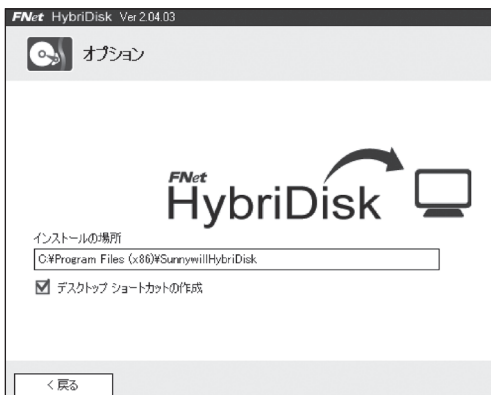 FNet HybriDisk Ver 2.04.03
オプション
FNet
HybriDisk
インストールの場所
C:¥Program Files (x86)¥SunnywillHybriDisk
デスクトップ ショートカットの作成
< 戻る